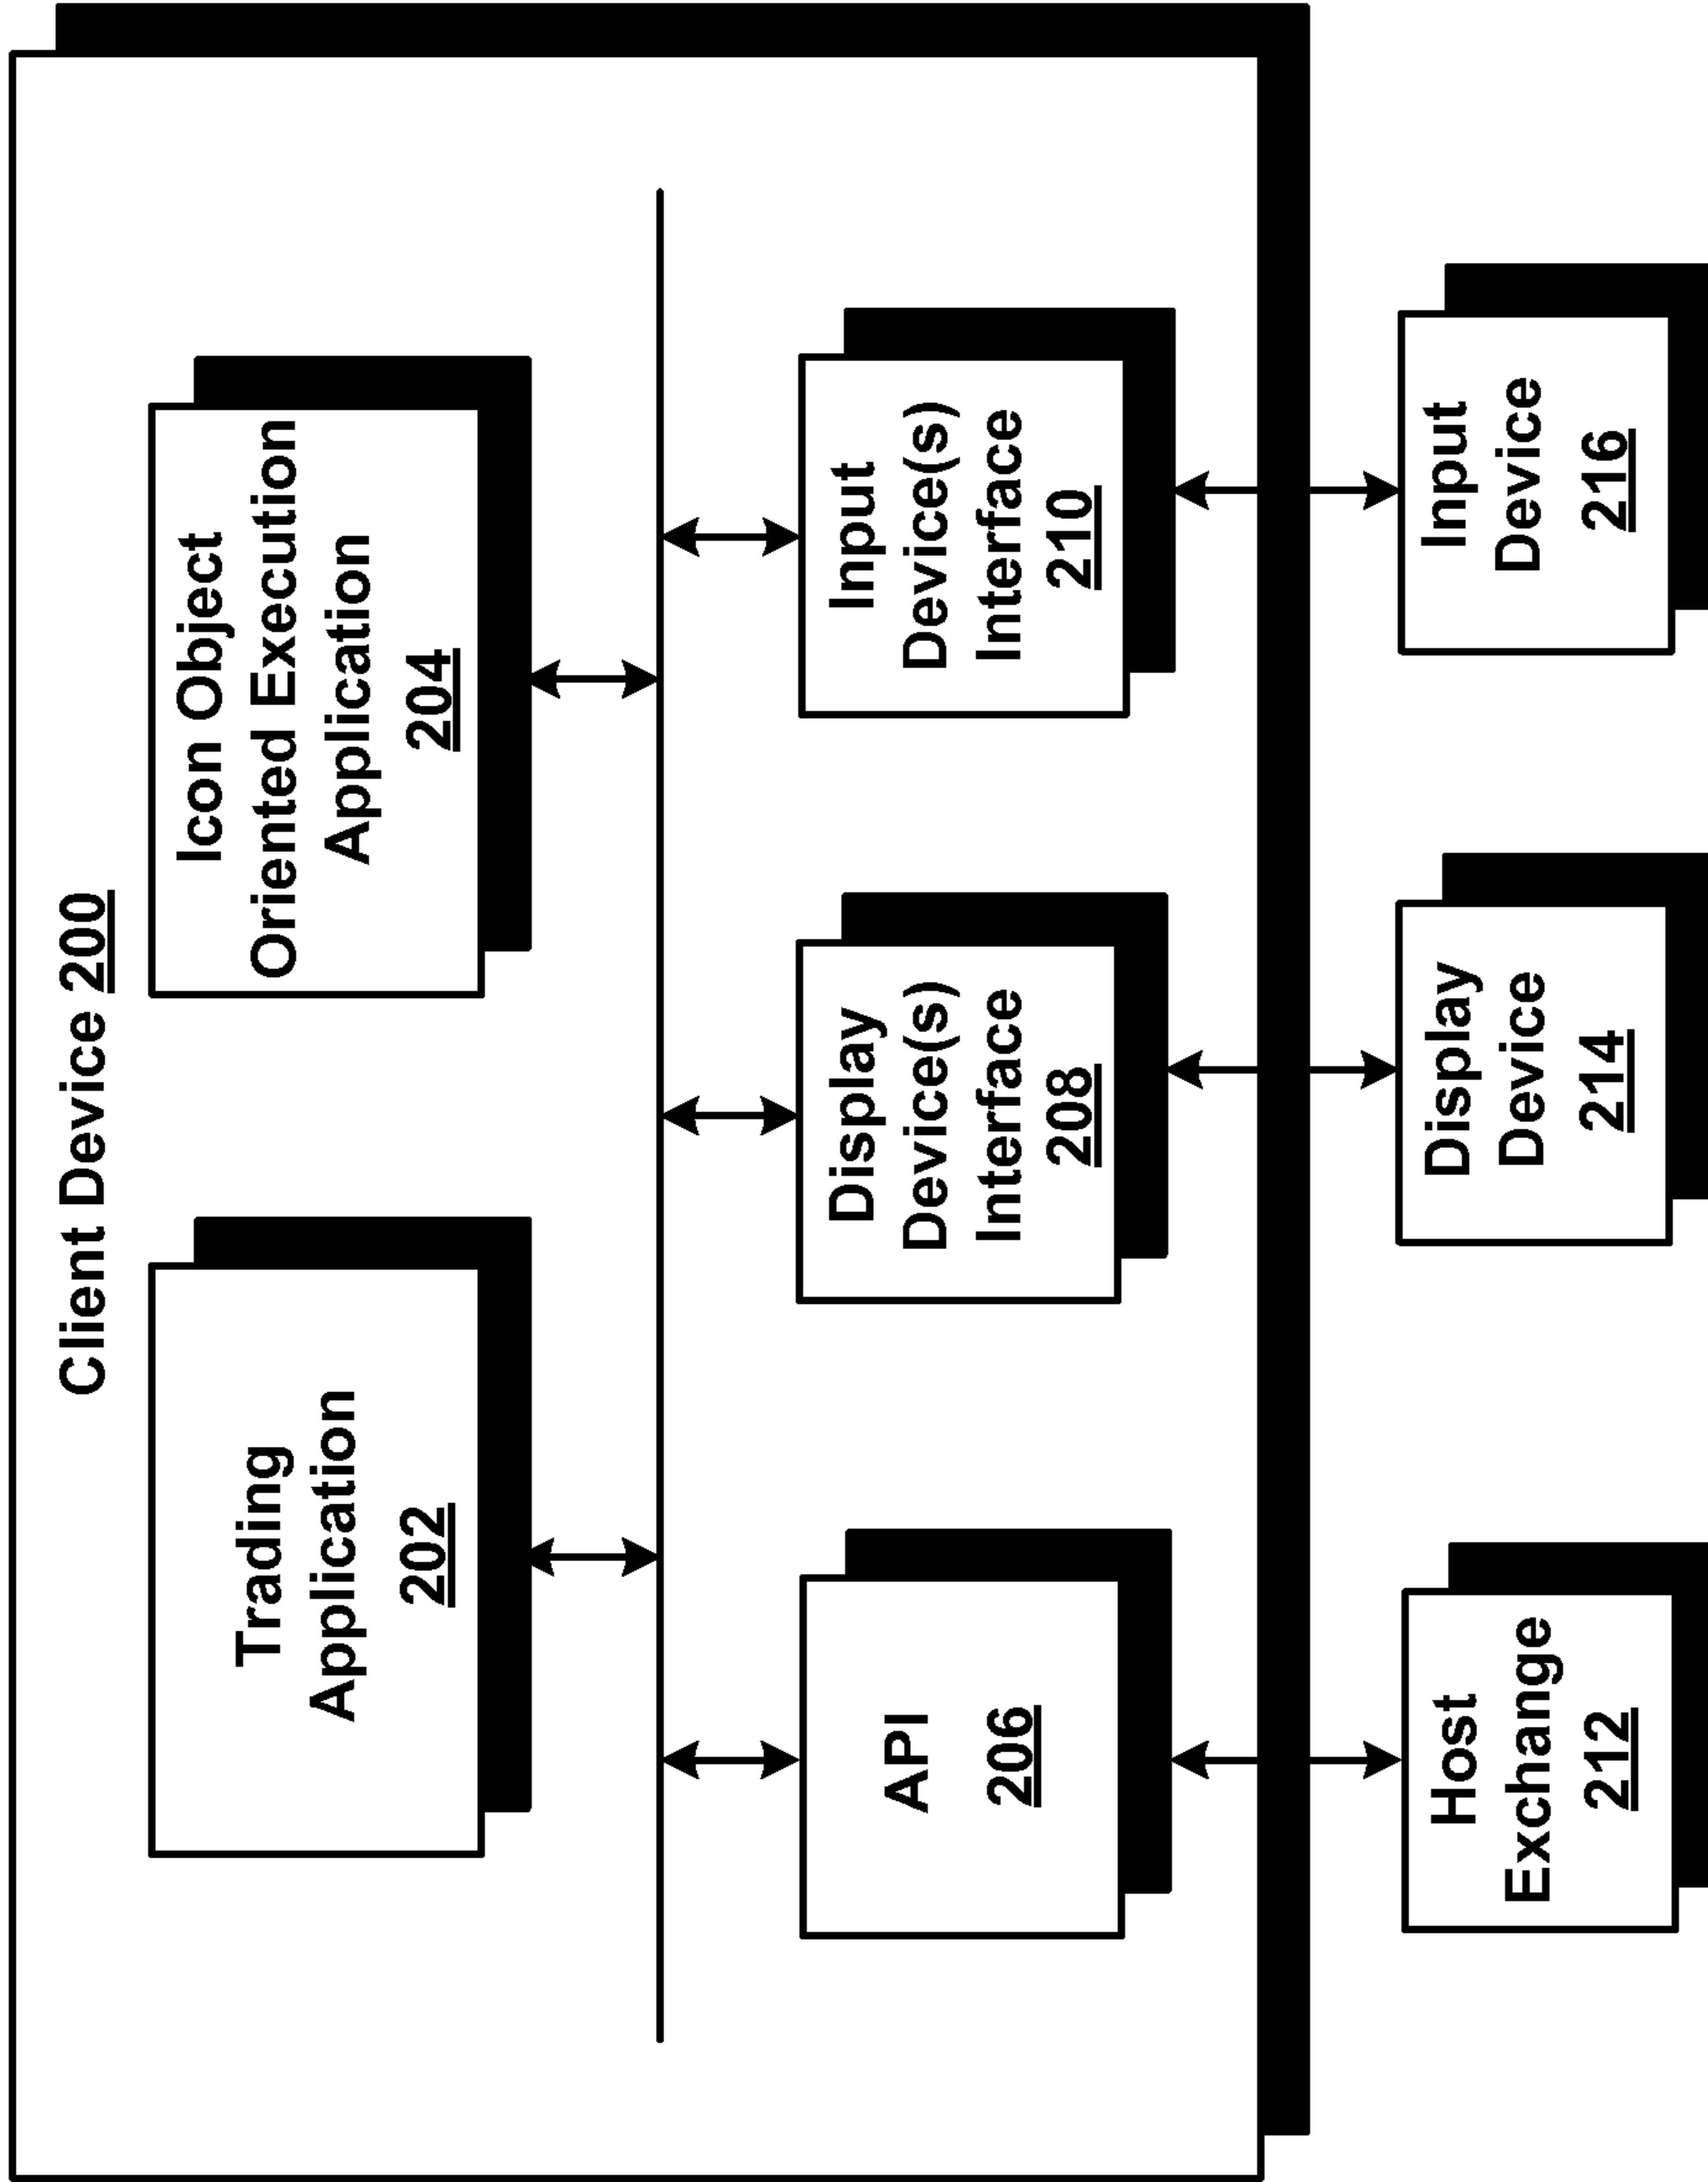 Client Device 200
Trading
Application
202
Icon Object
Oriented Execution
Application
204
API
206
Display
Device(s)
Interface
208
Input
Device(s)
Interface
210
Host
Exchange
212
Display
Device
214
Input
Device
216